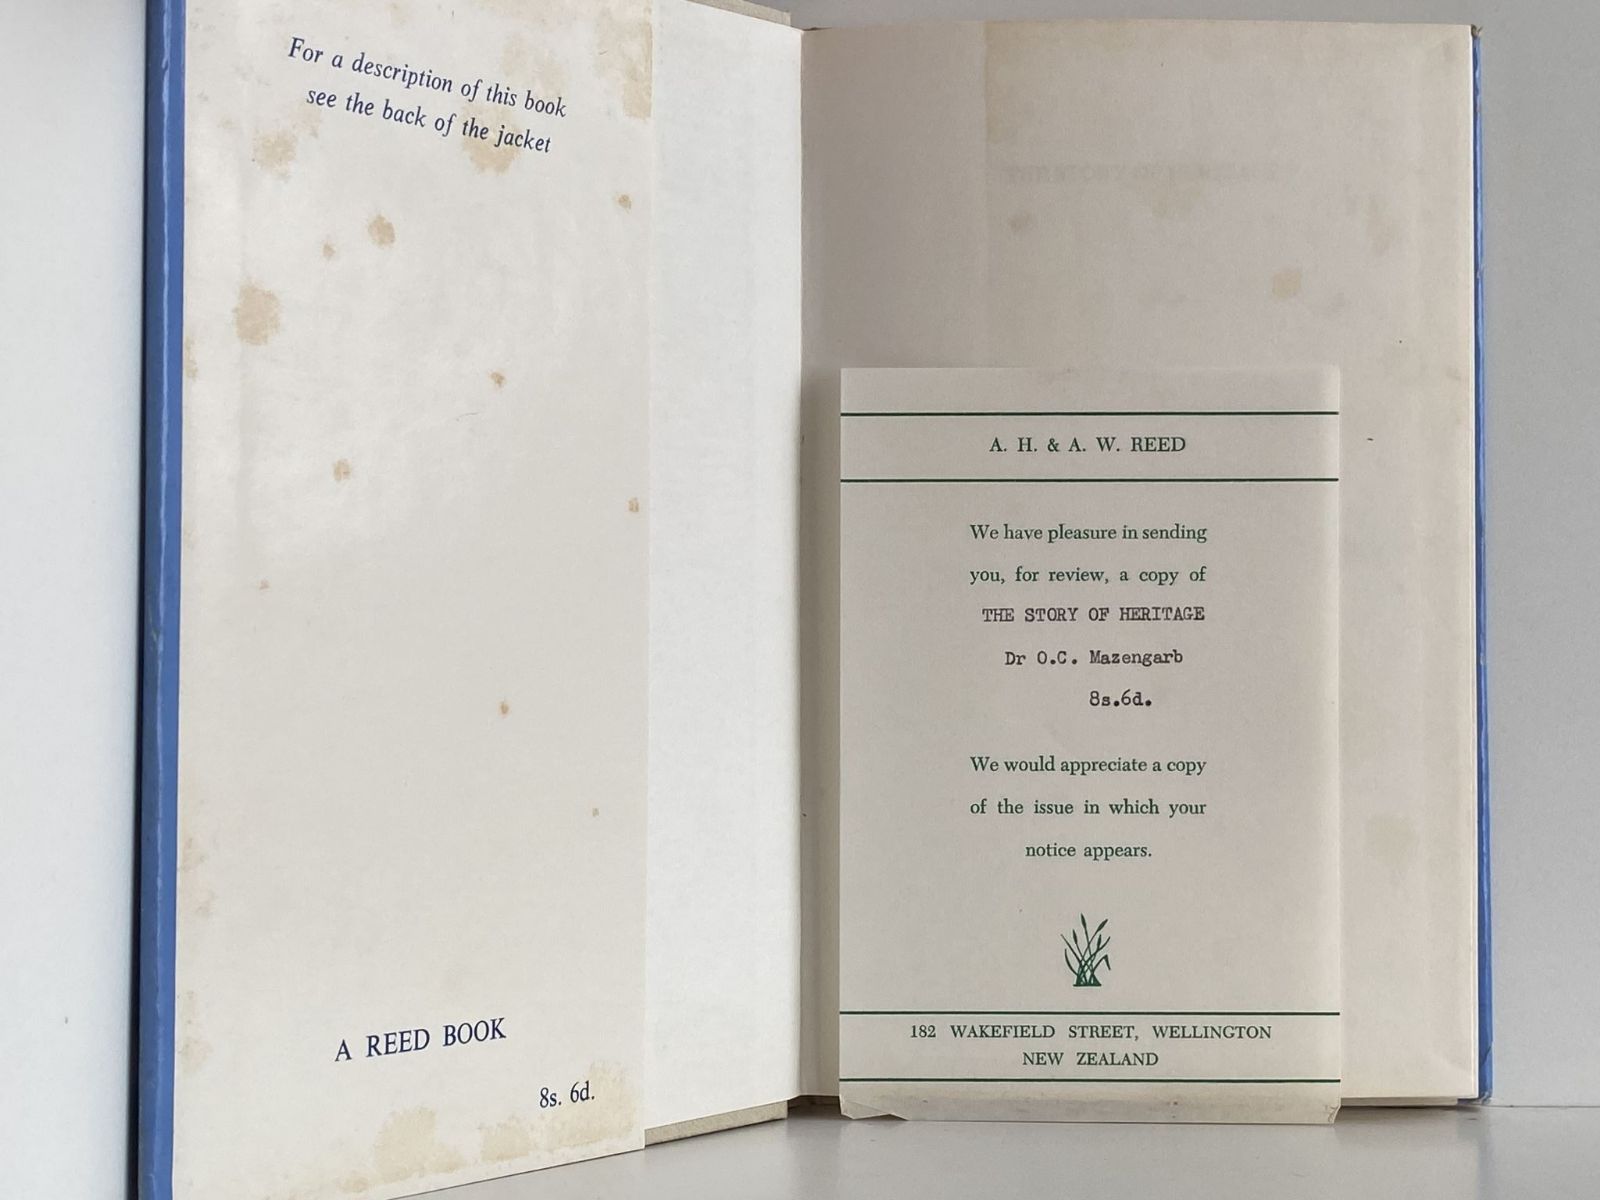 For a description of this book
see the back of the jacket
A REED BOOK
8s. 6d.
A. H. & A. W. REED
We have pleasure in sending
you, for review, a copy of
THE STORY OF HERITAGE
Dr O.C. Mazengarb
8s.6d.
We would appreciate a copy
of the issue in which your
notice appears.
182 WAKEFIELD STREET, WELLINGTON
NEW ZEALAND